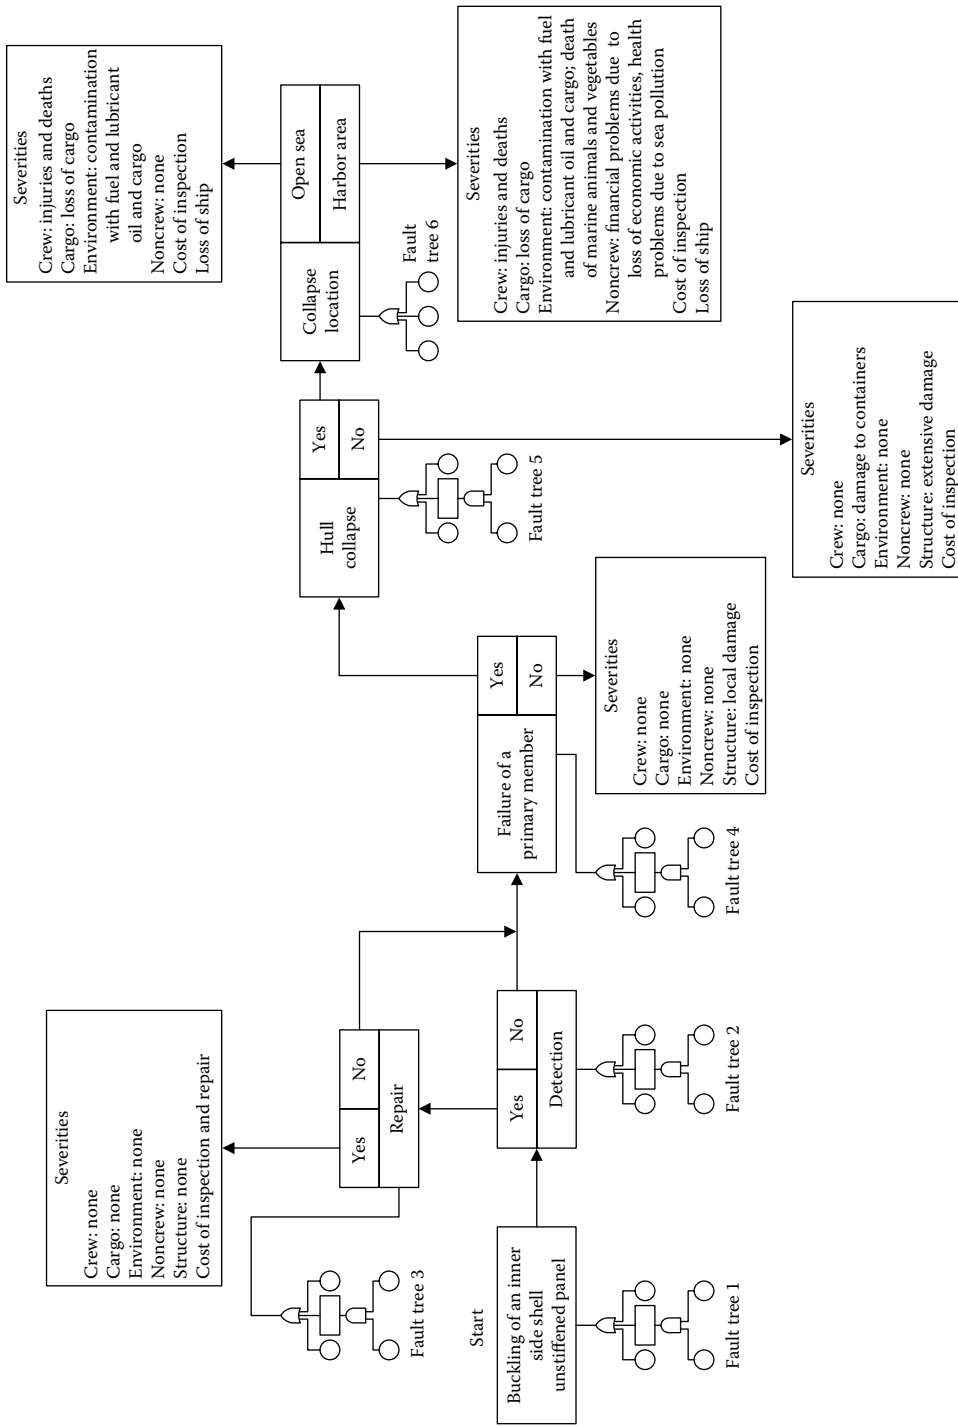 Start
Buckling of an inner
side shell
unstiffened panel
Fault tree 1
Yes
No
Detection
Fault tree 2
Yes
No
Repair
Fault tree 3
Severities
Crew: none
Cargo: none
Environment: none
Noncrew: none
Structure: none
Cost of inspection and repair
Failure of a
primary member
Yes
No
Fault tree 4
Severities
Crew: none
Cargo: none
Environment: none
Noncrew: none
Structure: local damage
Cost of inspection
Hull
collapse
Yes
No
Fault tree 5
Severities
Crew: none
Cargo: damage to containers
Environment: none
Noncrew: none
Structure: extensive damage
Cost of inspection
Collapse
location
Open sea
Harbor area
Fault
tree 6
Severities
Crew: injuries and deaths
Cargo: loss of cargo
Environment: contamination
with fuel and lubricant
oil and cargo
Noncrew: none
Cost of inspection
Loss of ship
Severities
Crew: injuries and deaths
Cargo: loss of cargo
Environment: contamination with fuel
and lubricant oil and cargo; death
of marine animals and vegetables
Noncrew: financial problems due to
loss of economic activities, health
problems due to sea pollution
Cost of inspection
Loss of ship